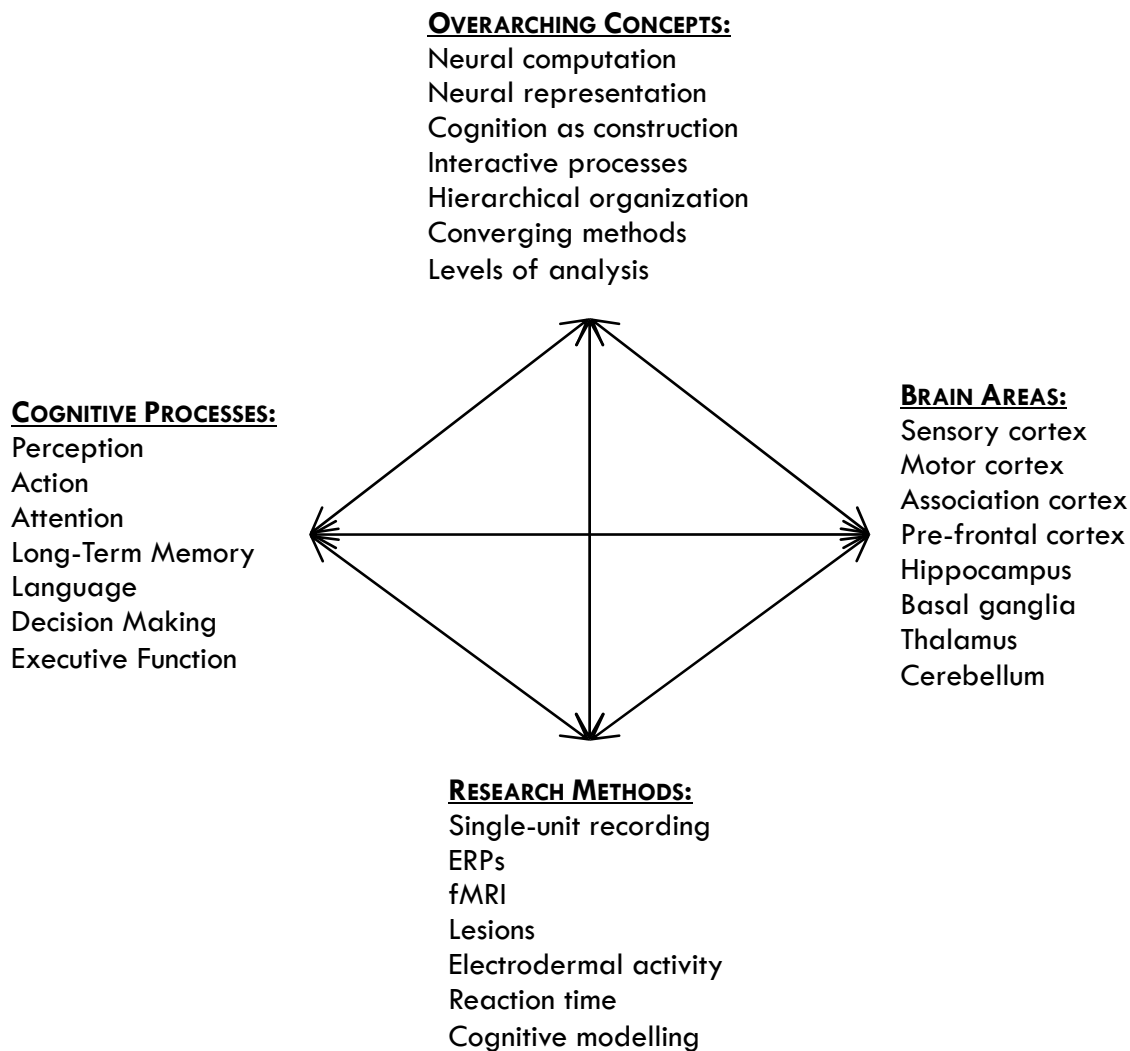 OVERARCHING CONCEPTS:
Neural computation
Neural representation
Cognition as construction
Interactive processes
Hierarchical organization
Converging methods
Levels of analysis
COGNITIVE PROCESSES:
Perception
Action
Attention
Long-Term Memory
Language
Decision Making
Executive Function
BRAIN AREAS:
Sensory cortex
Motor cortex
Association cortex
Pre-frontal cortex
Hippocampus
Basal ganglia
Thalamus
Cerebellum
RESEARCH METHODS:
Single-unit recording
ERPs
fMRI
Lesions
Electrodermal activity
Reaction time
Cognitive modelling